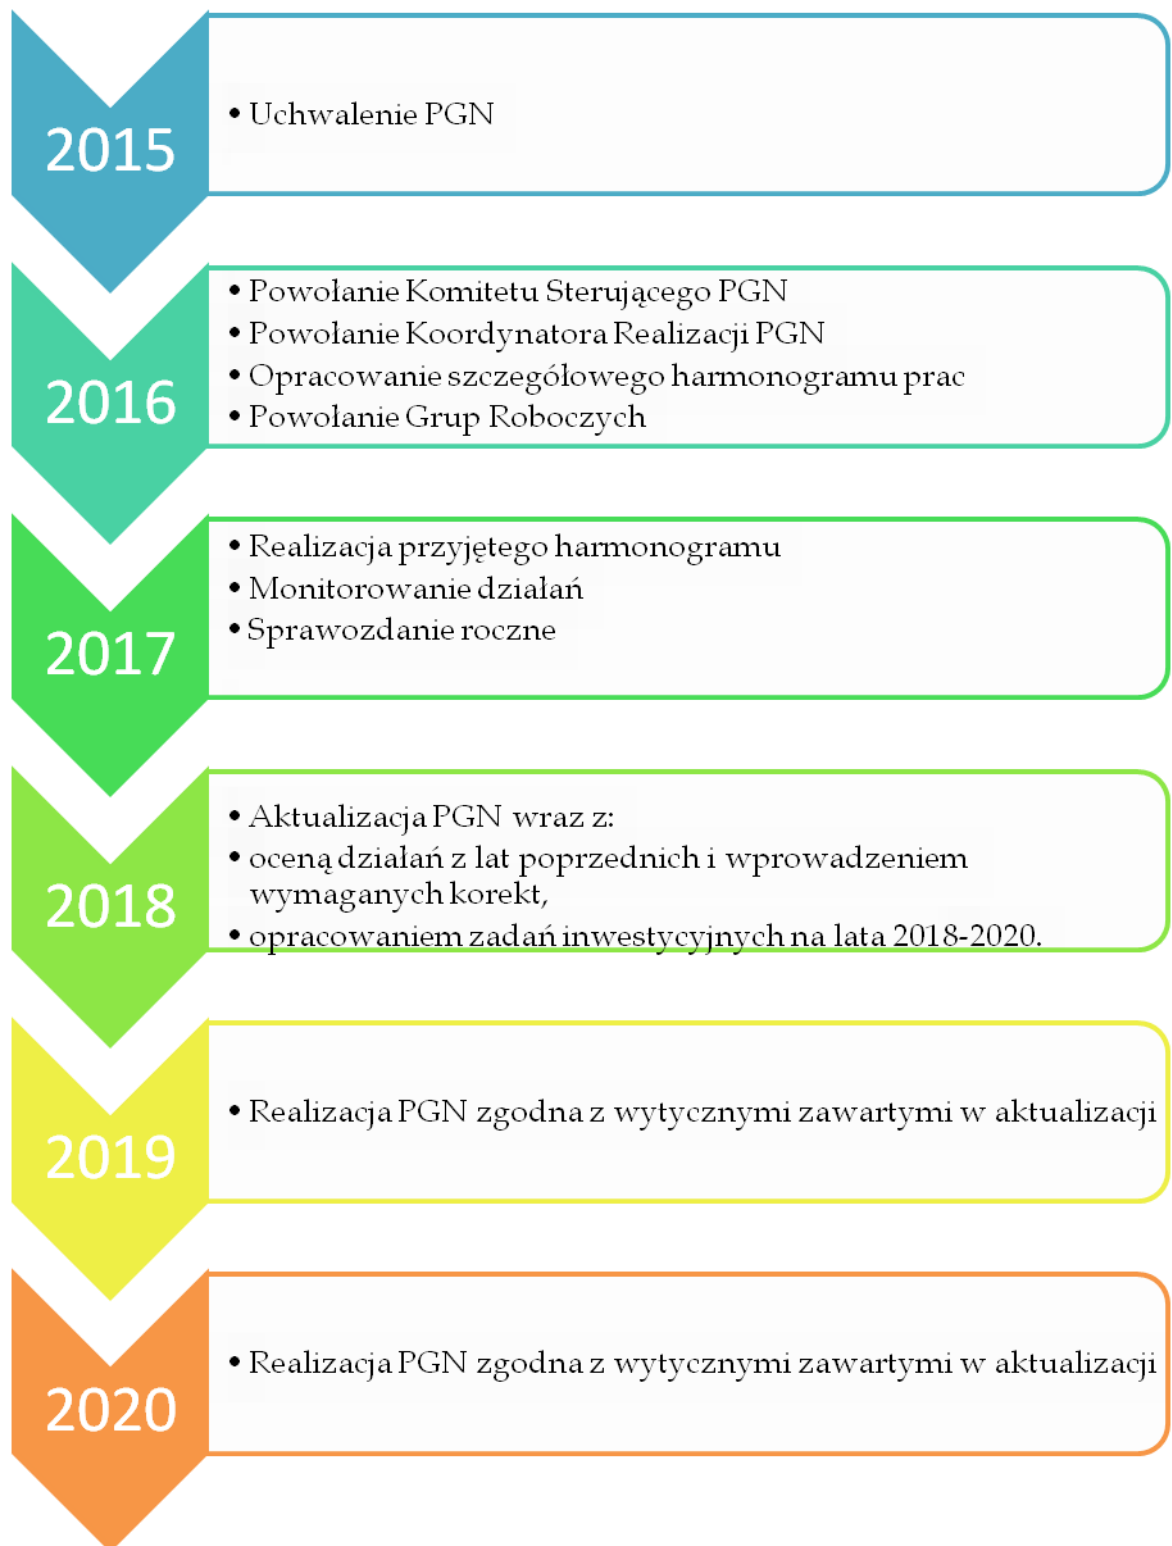 2015
• Uchwalenie PGN
2016
• Powołanie Komitetu Sterującego PGN
• Powołanie Koordynatora Realizacji PGN
• Opracowanie szczegółowego harmonogramu prac
• Powołanie Grup Roboczych
2017
• Realizacja przyjętego harmonogramu
• Monitorowanie działań
• Sprawozdanie roczne
2018
• Aktualizacja PGN wraz z:
• oceną działań z lat poprzednich i wprowadzeniem
wymaganych korekt,
• opracowaniem zadań inwestycyjnych na lata 2018-2020.
2019
• Realizacja PGN zgodna z wytycznymi zawartymi w aktualizacji
2020
• Realizacja PGN zgodna z wytycznymi zawartymi w aktualizacji